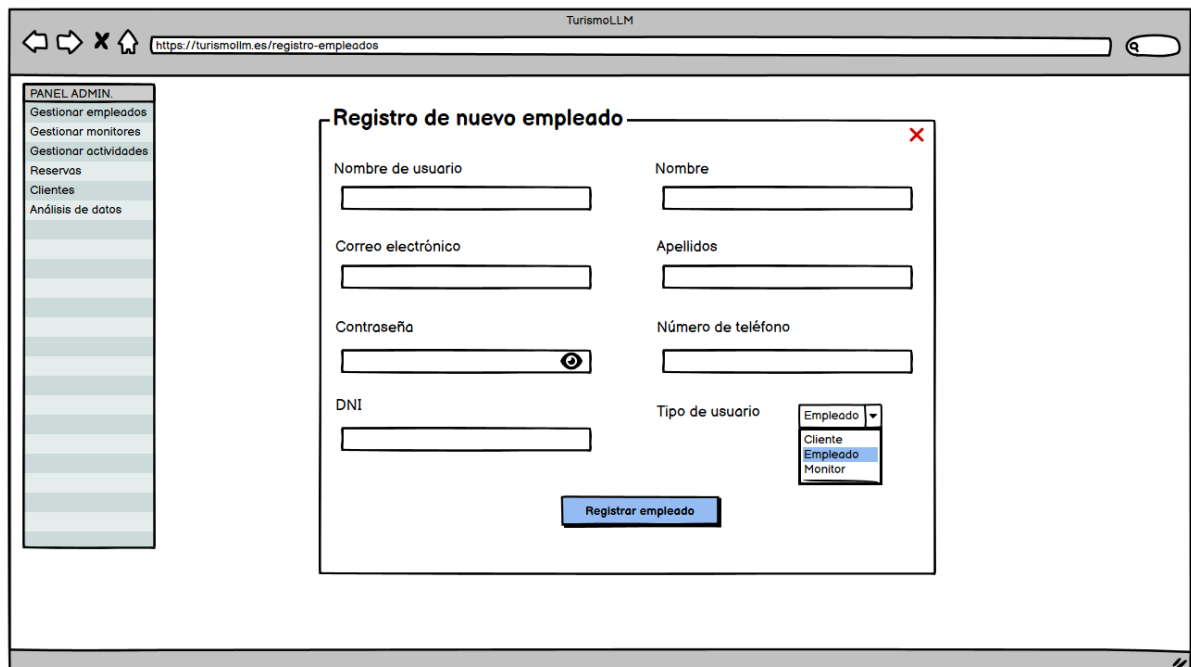 TurismoLLM
https://turismollm.es/registro-empleados
PANEL ADMIN.
Gestionar empleados
Gestionar monitores
Gestionar actividades
Reservas
Clientes
Análisis de datos
Registro de nuevo empleado
Nombre de usuario
Nombre
Correo electrónico
Apellidos
Contraseña
Número de teléfono
DNI
Tipo de usuario
Empleado
Cliente
Empleado
Monitor
Registrar empleado